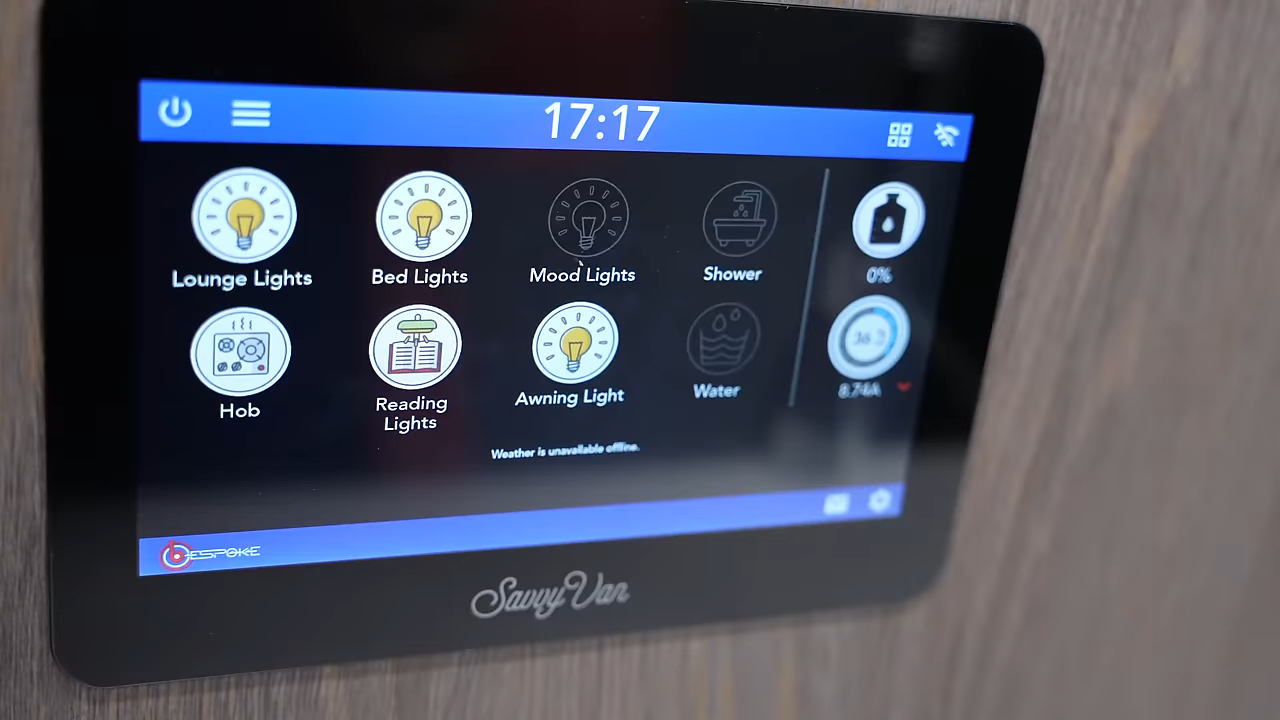 17:17
Lounge Lights
Bed Lights
Mood Lights
Shower
0%
Hob
Reading
Lights
Awning Light
Water
8.74A
Weather is unavailable offline.
BESPOKE
SavvyVan